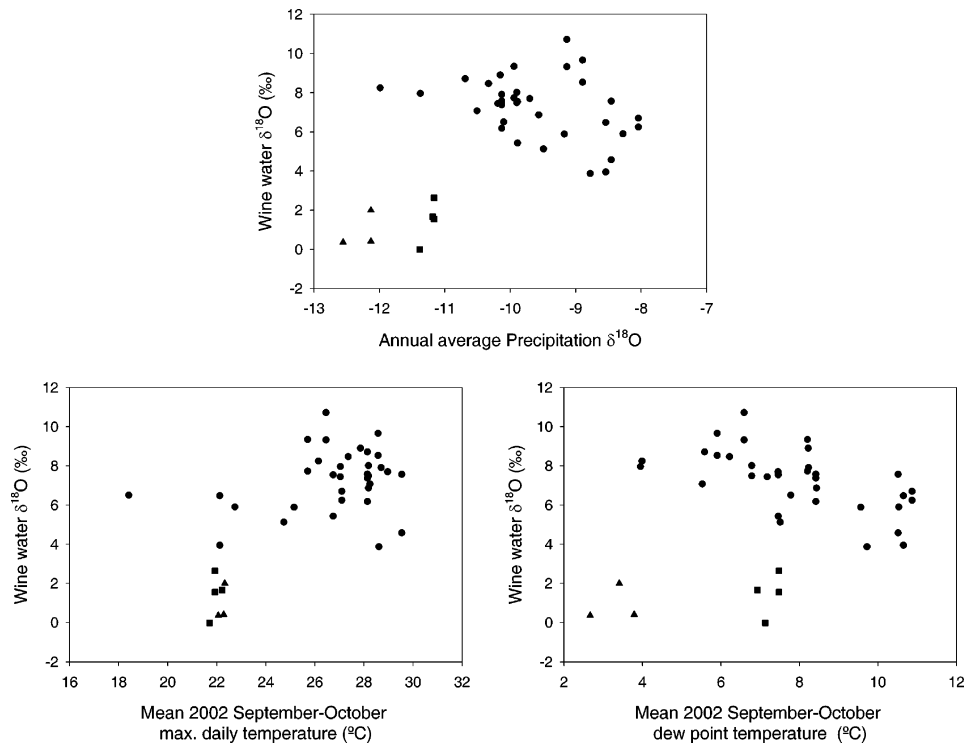 12
10
8
6
4
2
0
-2
Wine water δ18O (‰)
-13 -12 -11 -10 -9 -8 -7
Annual average Precipitation δ18O
12
10
8
6
4
2
0
-2
Wine water δ18O (‰)
16 18 20 22 24 26 28 30 32
Mean 2002 September-October
max. daily temperature (ºC)
12
10
8
6
4
2
0
-2
Wine water δ18O (‰)
2 4 6 8 10 12
Mean 2002 September-October
dew point temperature (ºC)